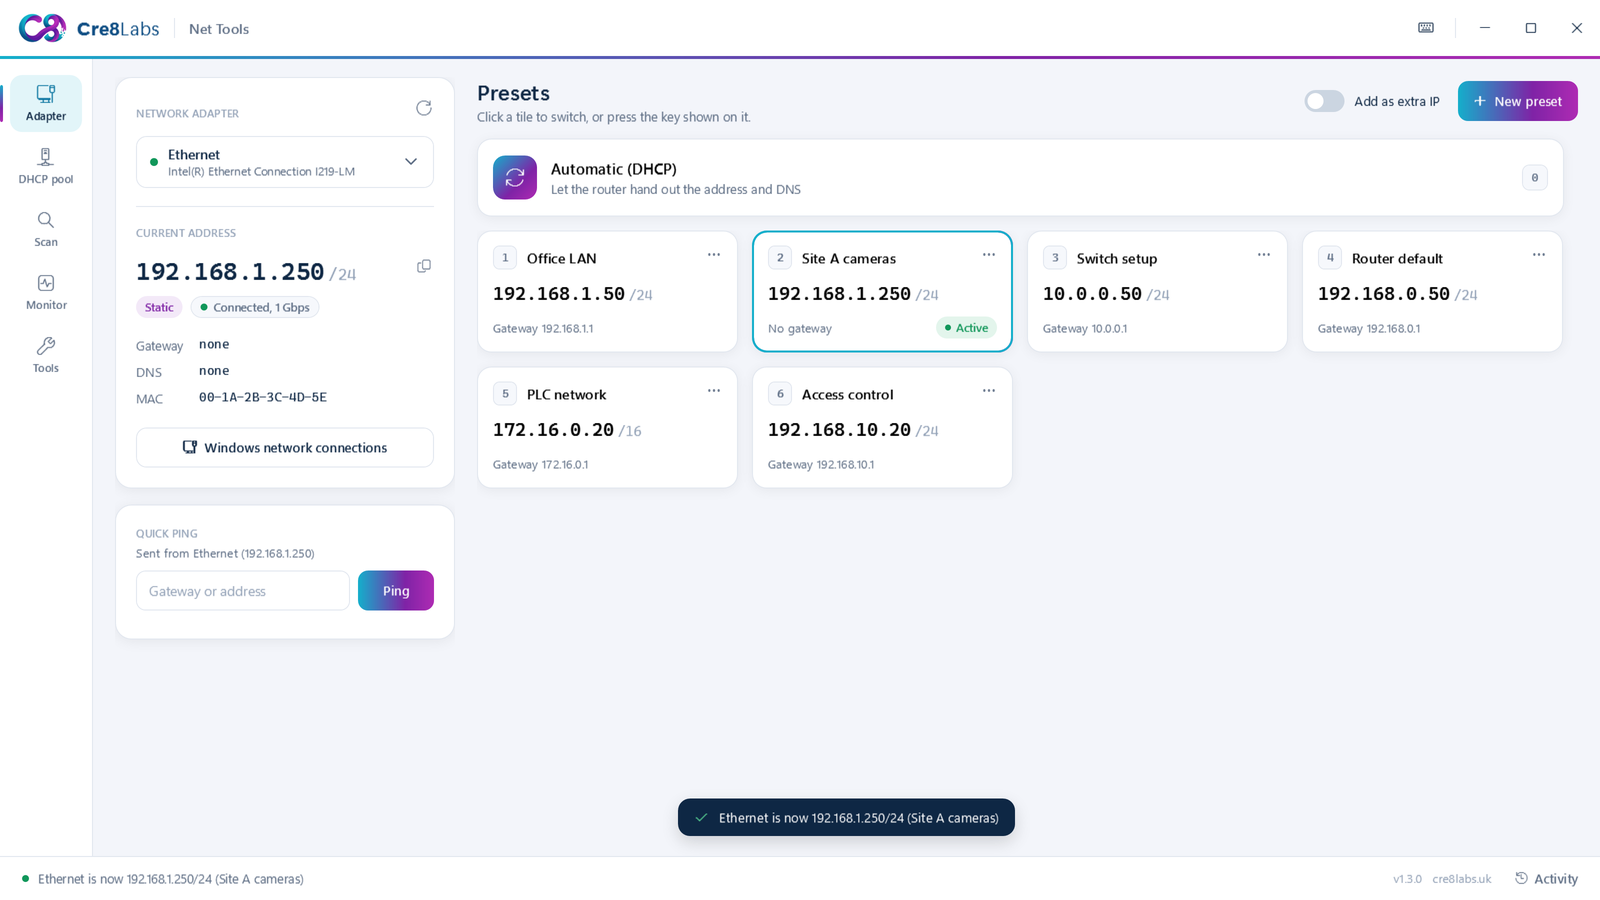 Cre8Labs
Net Tools
Adapter
DHCP pool
Scan
Monitor
Tools
NETWORK ADAPTER
Ethernet
Intel(R) Ethernet Connection I219-LM
CURRENT ADDRESS
192.168.1.250 /24
Static
Connected, 1 Gbps
Gateway none
DNS none
MAC 00-1A-2B-3C-4D-5E
Windows network connections
QUICK PING
Sent from Ethernet (192.168.1.250)
Gateway or address
Ping
Presets
Click a tile to switch, or press the key shown on it.
Add as extra IP
+ New preset
Automatic (DHCP)
Let the router hand out the address and DNS
0
1 Office LAN ...
192.168.1.50 /24
Gateway 192.168.1.1
2 Site A cameras ...
192.168.1.250 /24
No gateway
Active
3 Switch setup ...
10.0.0.50 /24
Gateway 10.0.0.1
4 Router default ...
192.168.0.50 /24
Gateway 192.168.0.1
5 PLC network ...
172.16.0.20 /16
Gateway 172.16.0.1
6 Access control ...
192.168.10.20 /24
Gateway 192.168.10.1
Ethernet is now 192.168.1.250/24 (Site A cameras)
Ethernet is now 192.168.1.250/24 (Site A cameras)
v1.3.0
cre8labs.uk
Activity